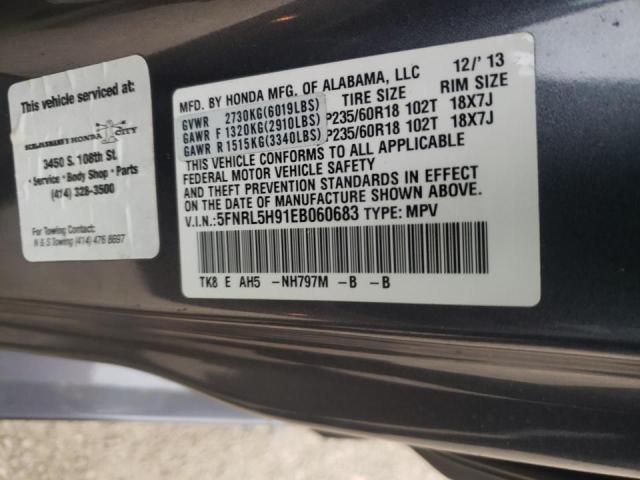 This vehicle serviced at:
HONDA CITY
3450 S. 108th St.
- Service - Body Shop - Parts
(414) 328-3500
For Towing Contact:
N & S Towing (414) 476 8697
MFD. BY HONDA MFG. OF ALABAMA, LLC 12/' 13
GVWR 2730KG(6019LBS) TIRE SIZE RIM SIZE
GAWR F 1320KG(2910LBS) P235/60R18 102T 18X7J
GAWR R 1515KG(3340LBS) P235/60R18 102T 18X7J
THIS VEHICLE CONFORMS TO ALL APPLICABLE
FEDERAL MOTOR VEHICLE SAFETY
AND THEFT PREVENTION STANDARDS IN EFFECT
ON THE DATE OF MANUFACTURE SHOWN ABOVE.
V.I.N.: 5FNRL5H91EB060683 TYPE: MPV
TK8 E AH5 -NH797M -B -B